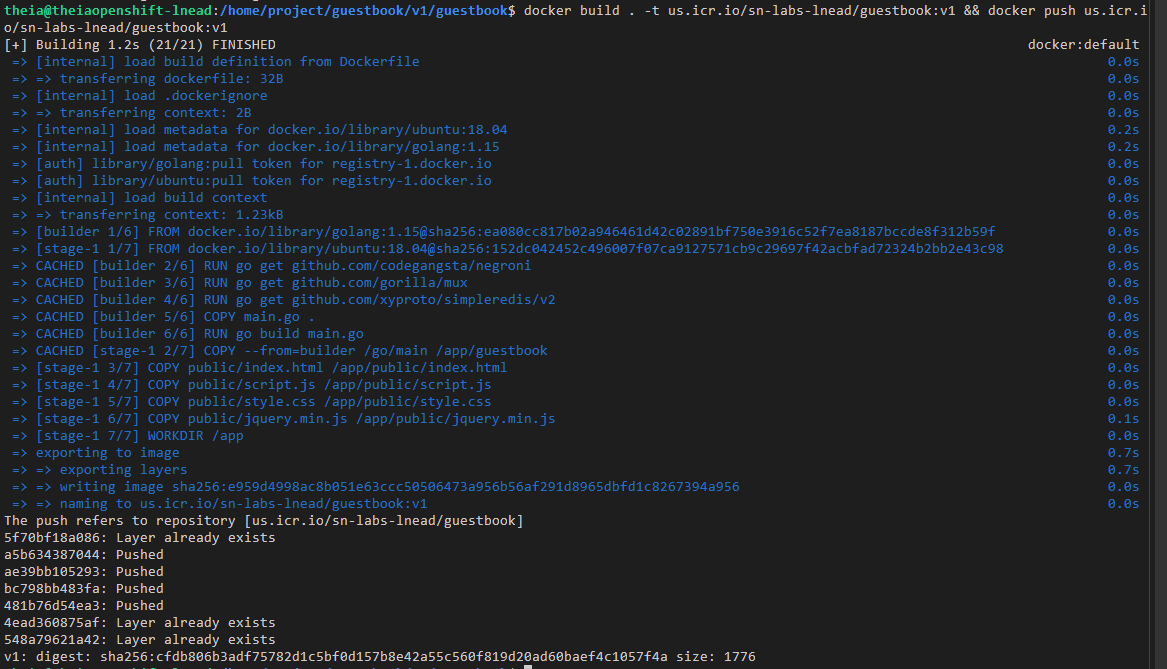 theia@theiaopenshift-lnead:/home/project/guestbook/v1/guestbook$ docker build . -t us.icr.io/sn-labs-lnead/guestbook:v1 && docker push us.icr.i
o/sn-labs-lnead/guestbook:v1
[+] Building 1.2s (21/21) FINISHED docker:default
=> [internal] load build definition from Dockerfile 0.0s
=> => transferring dockerfile: 32B 0.0s
=> [internal] load .dockerignore 0.0s
=> => transferring context: 2B 0.0s
=> [internal] load metadata for docker.io/library/ubuntu:18.04 0.2s
=> [internal] load metadata for docker.io/library/golang:1.15 0.2s
=> [auth] library/golang:pull token for registry-1.docker.io 0.0s
=> [auth] library/ubuntu:pull token for registry-1.docker.io 0.0s
=> [internal] load build context 0.0s
=> => transferring context: 1.23kB 0.0s
=> [builder 1/6] FROM docker.io/library/golang:1.15@sha256:ea080cc817b02a946461d42c02891bf750e3916c52f7ea8187bccde8f312b59f 0.0s
=> [stage-1 1/7] FROM docker.io/library/ubuntu:18.04@sha256:152dc042452c496007f07ca9127571cb9c29697f42acbfad72324b2bb2e43c98 0.0s
=> CACHED [builder 2/6] RUN go get github.com/codegangsta/negroni 0.0s
=> CACHED [builder 3/6] RUN go get github.com/gorilla/mux 0.0s
=> CACHED [builder 4/6] RUN go get github.com/xyproto/simpleredis/v2 0.0s
=> CACHED [builder 5/6] COPY main.go . 0.0s
=> CACHED [builder 6/6] RUN go build main.go 0.0s
=> CACHED [stage-1 2/7] COPY --from=builder /go/main /app/guestbook 0.0s
=> [stage-1 3/7] COPY public/index.html /app/public/index.html 0.0s
=> [stage-1 4/7] COPY public/script.js /app/public/script.js 0.0s
=> [stage-1 5/7] COPY public/style.css /app/public/style.css 0.0s
=> [stage-1 6/7] COPY public/jquery.min.js /app/public/jquery.min.js 0.1s
=> [stage-1 7/7] WORKDIR /app 0.0s
=> exporting to image 0.7s
=> => exporting layers 0.7s
=> => writing image sha256:e959d4998ac8b051e63ccc50506473a956b56af291d8965dbfd1c8267394a956 0.0s
=> => naming to us.icr.io/sn-labs-lnead/guestbook:v1 0.0s
The push refers to repository [us.icr.io/sn-labs-lnead/guestbook]
5f70bf18a086: Layer already exists
a5b634387044: Pushed
ae39bb105293: Pushed
bc798bb483fa: Pushed
481b76d54ea3: Pushed
4ead360875af: Layer already exists
548a79621a42: Layer already exists
v1: digest: sha256:cfdb806b3adf75782d1c5bf0d157b8e42a55c560f819d20ad60baef4c1057f4a size: 1776